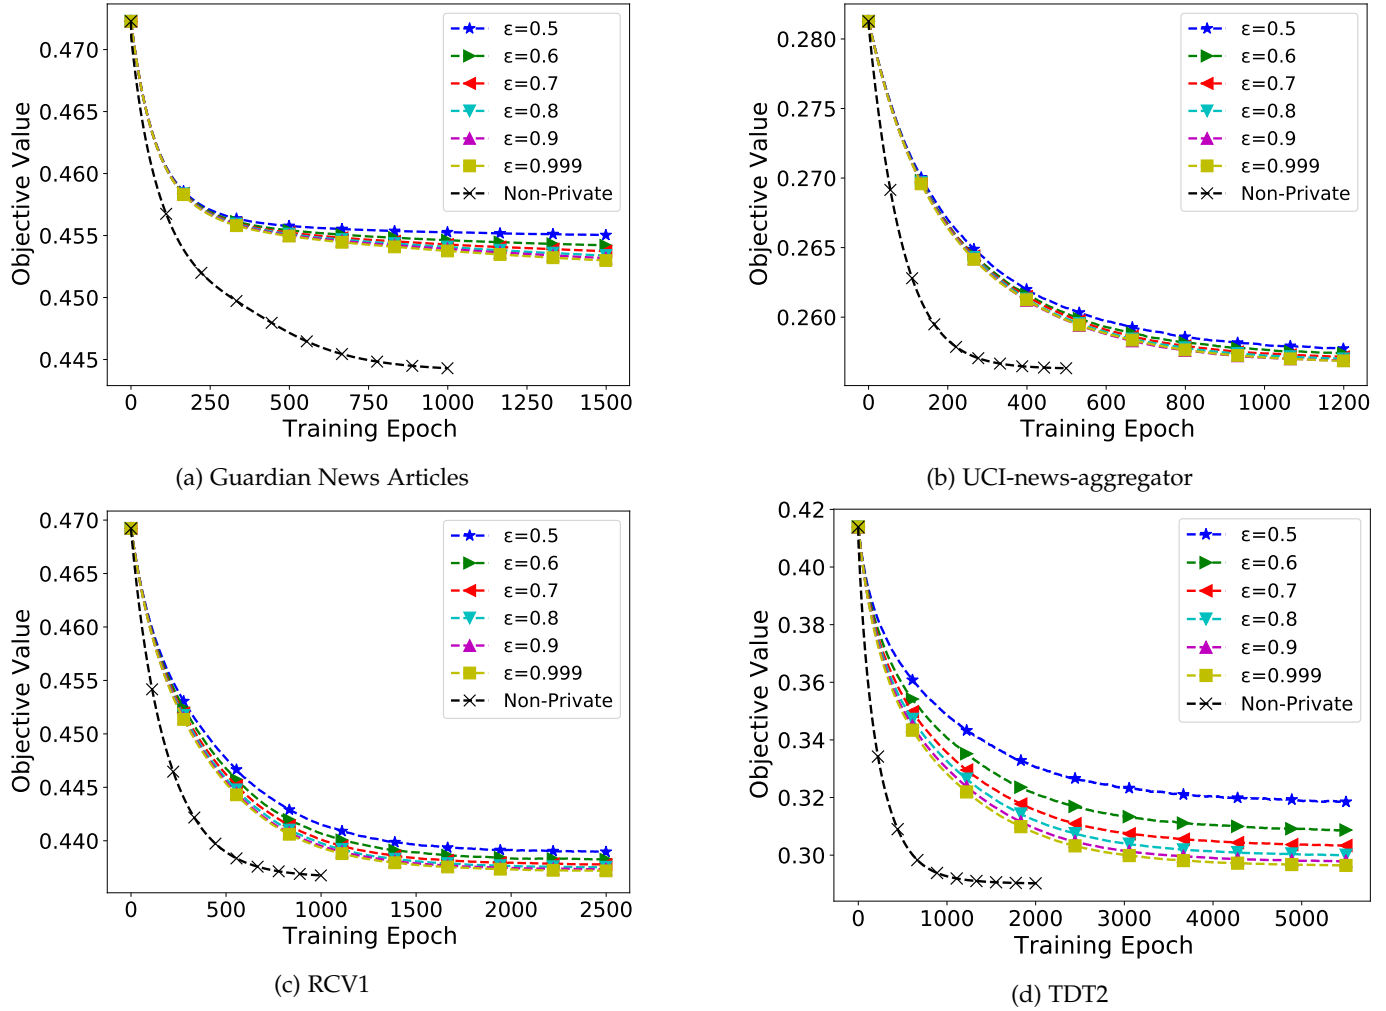 0.470
0.465
0.460
0.455
0.450
0.445
Objective Value
0 250 500 750 1000 1250 1500
Training Epoch
ε=0.5
ε=0.6
ε=0.7
ε=0.8
ε=0.9
ε=0.999
Non-Private
(a) Guardian News Articles
0.280
0.275
0.270
0.265
0.260
Objective Value
0 200 400 600 800 1000 1200
Training Epoch
ε=0.5
ε=0.6
ε=0.7
ε=0.8
ε=0.9
ε=0.999
Non-Private
(b) UCI-news-aggregator
0.470
0.465
0.460
0.455
0.450
0.445
0.440
Objective Value
0 500 1000 1500 2000 2500
Training Epoch
ε=0.5
ε=0.6
ε=0.7
ε=0.8
ε=0.9
ε=0.999
Non-Private
(c) RCV1
0.42
0.40
0.38
0.36
0.34
0.32
0.30
Objective Value
0 1000 2000 3000 4000 5000
Training Epoch
ε=0.5
ε=0.6
ε=0.7
ε=0.8
ε=0.9
ε=0.999
Non-Private
(d) TDT2